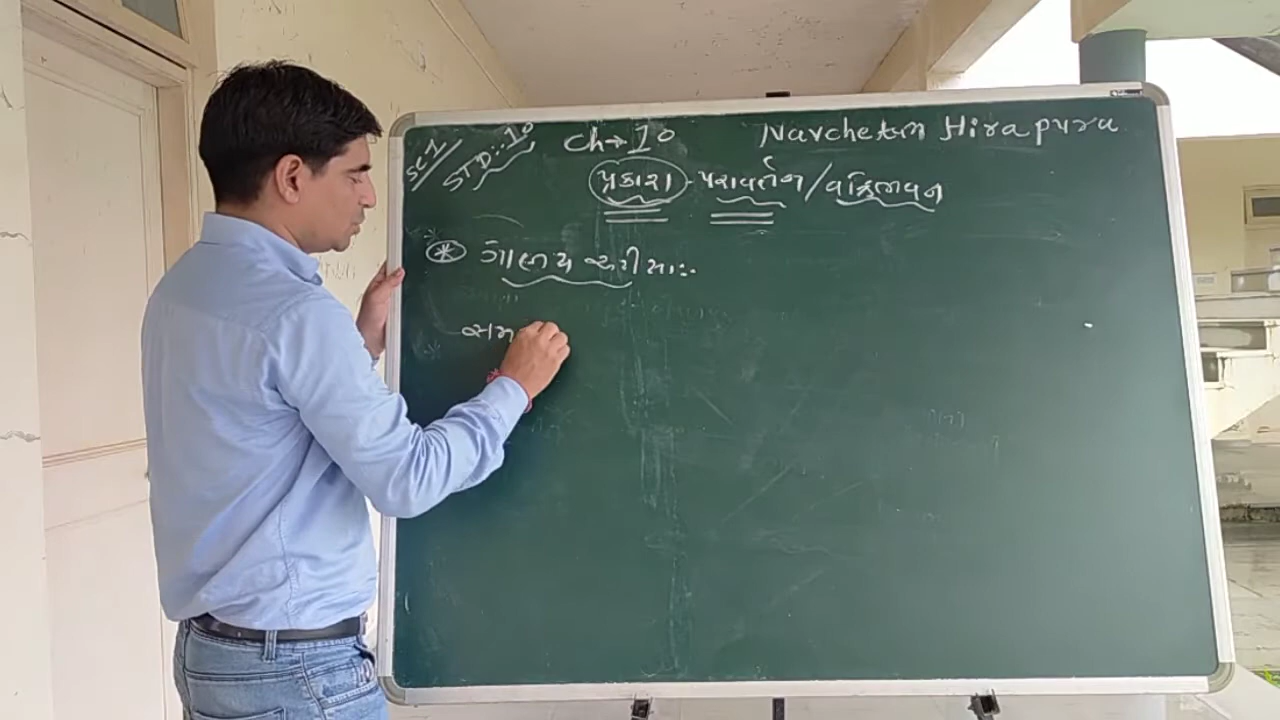 Sc:1
STD:-10
Ch→10
Navchetan Hirapura
પ્રકાશ - પરાવર્તન / વક્રિભવન
* ગોલીય અરીસા:-